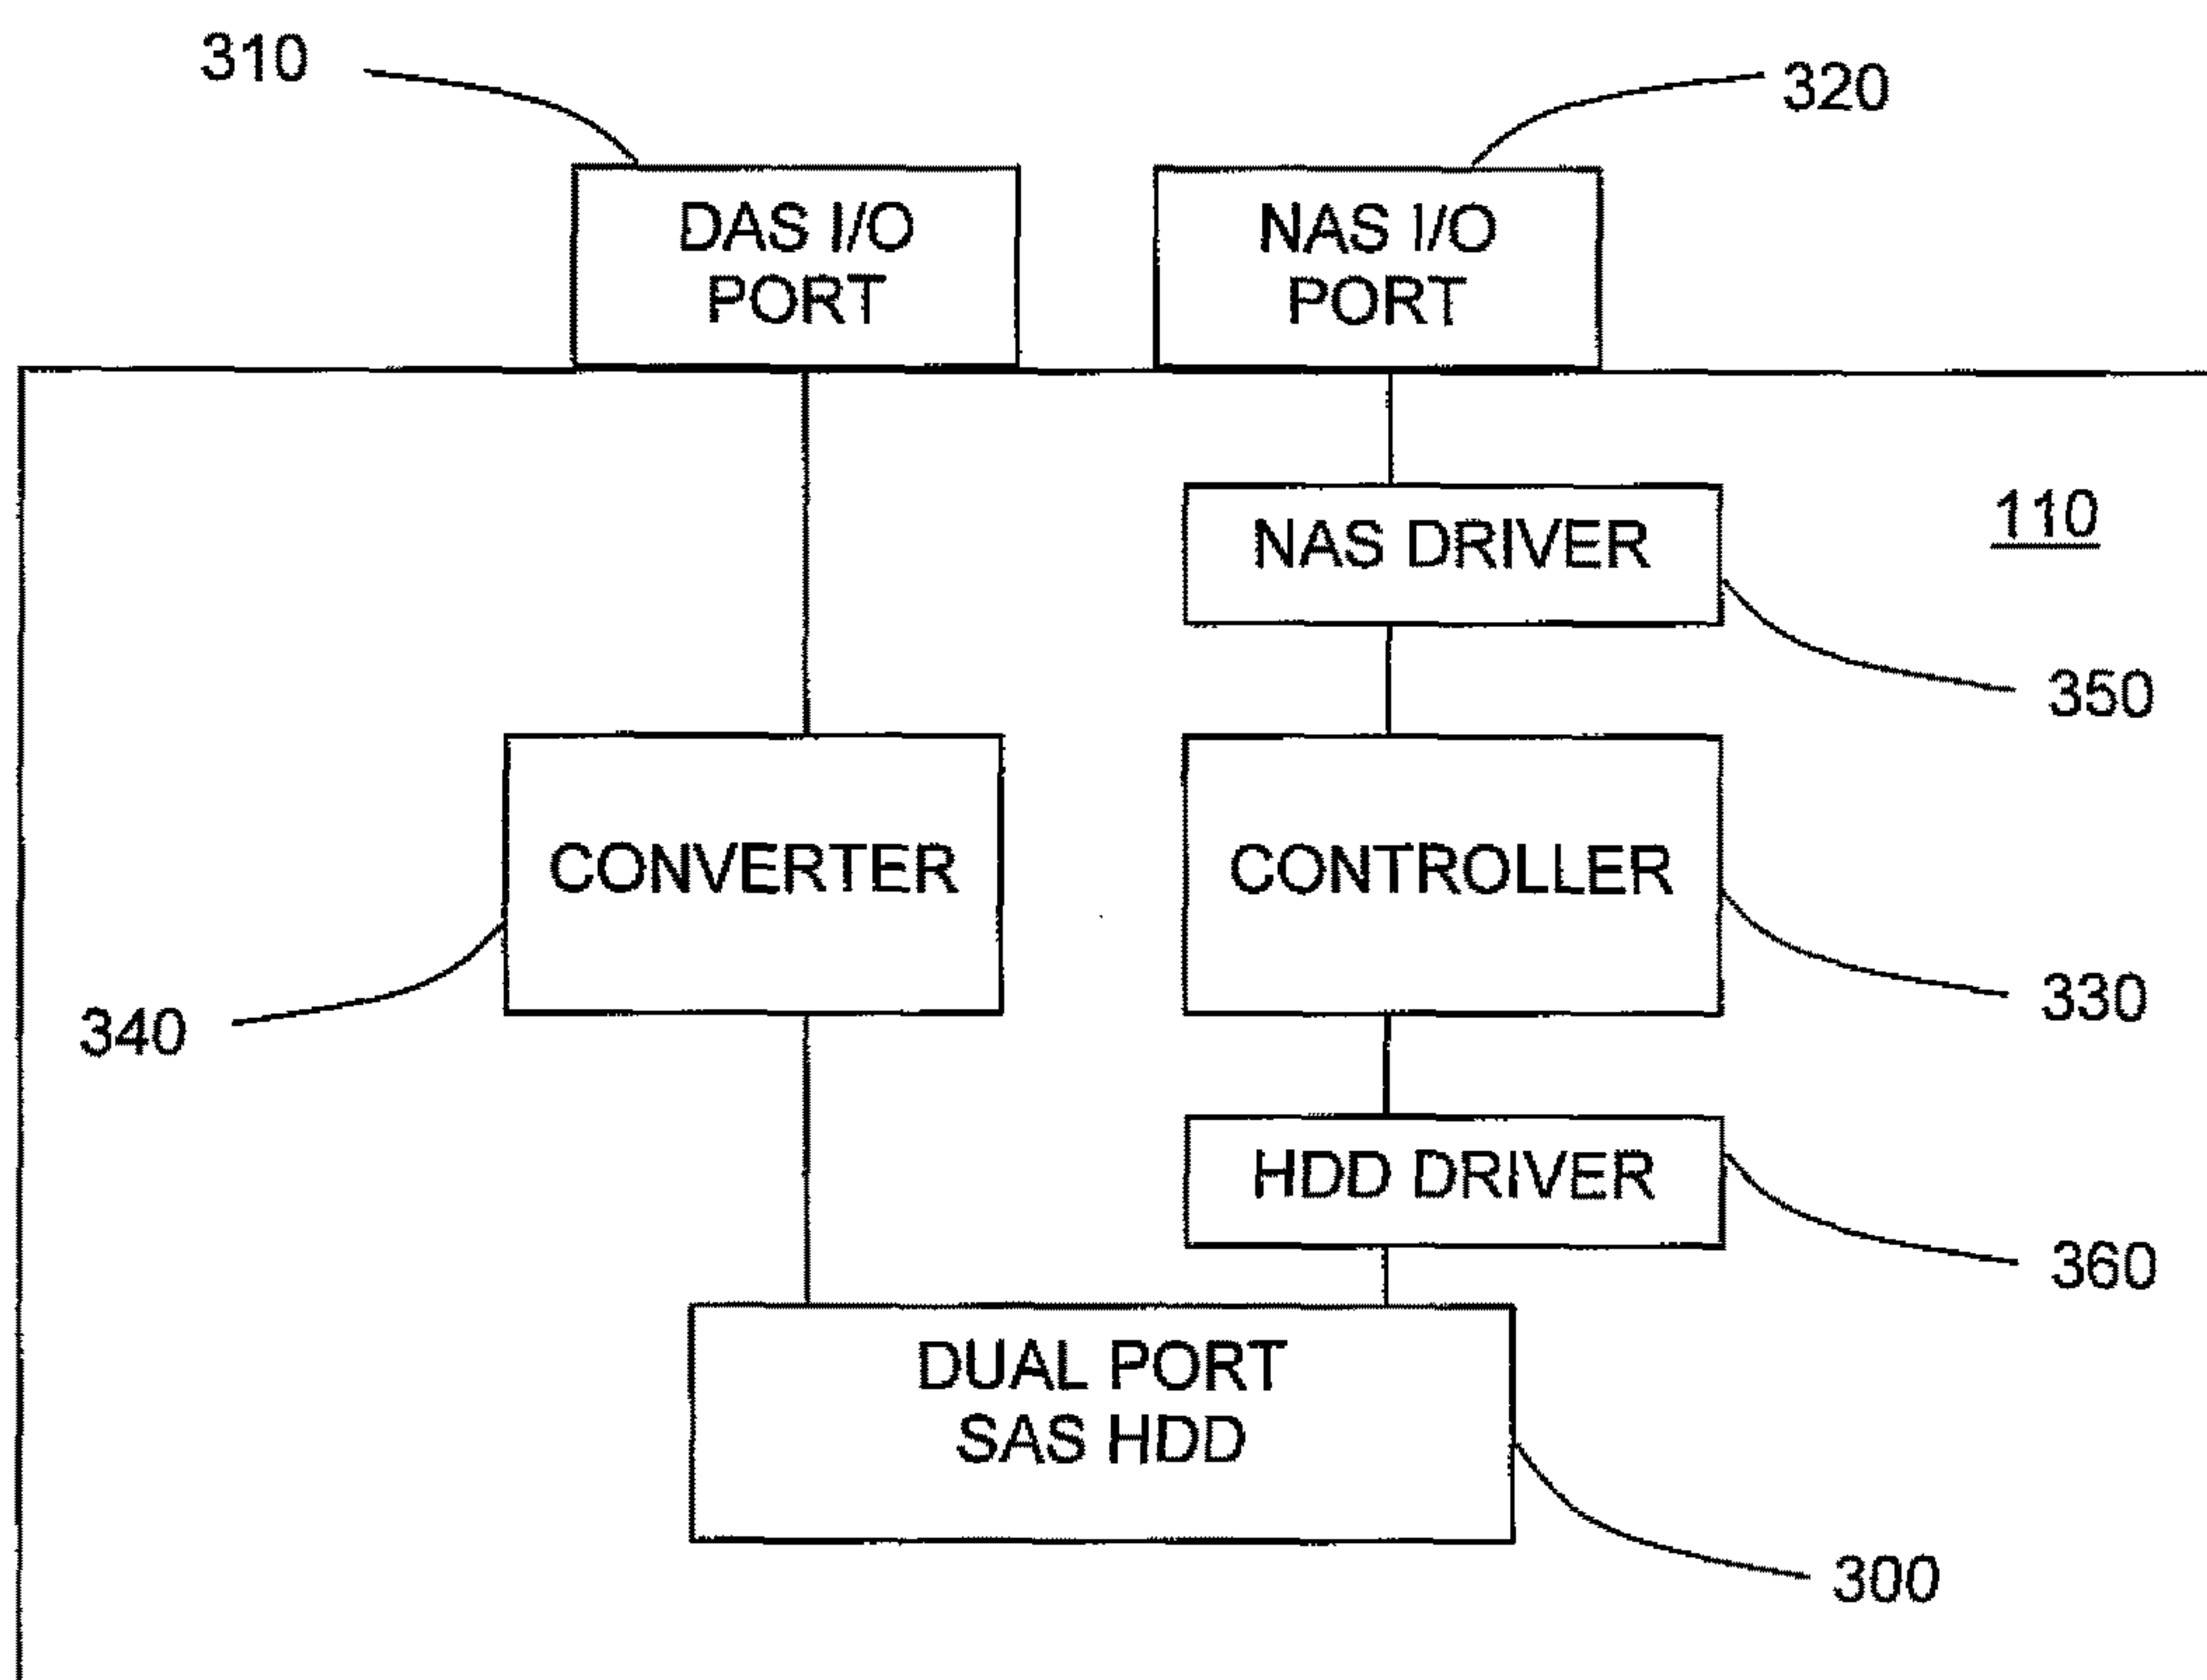 310
320
DAS I/O
PORT
NAS I/O
PORT
110
NAS DRIVER
350
CONVERTER
CONTROLLER
340
330
HDD DRIVER
360
DUAL PORT
SAS HDD
300